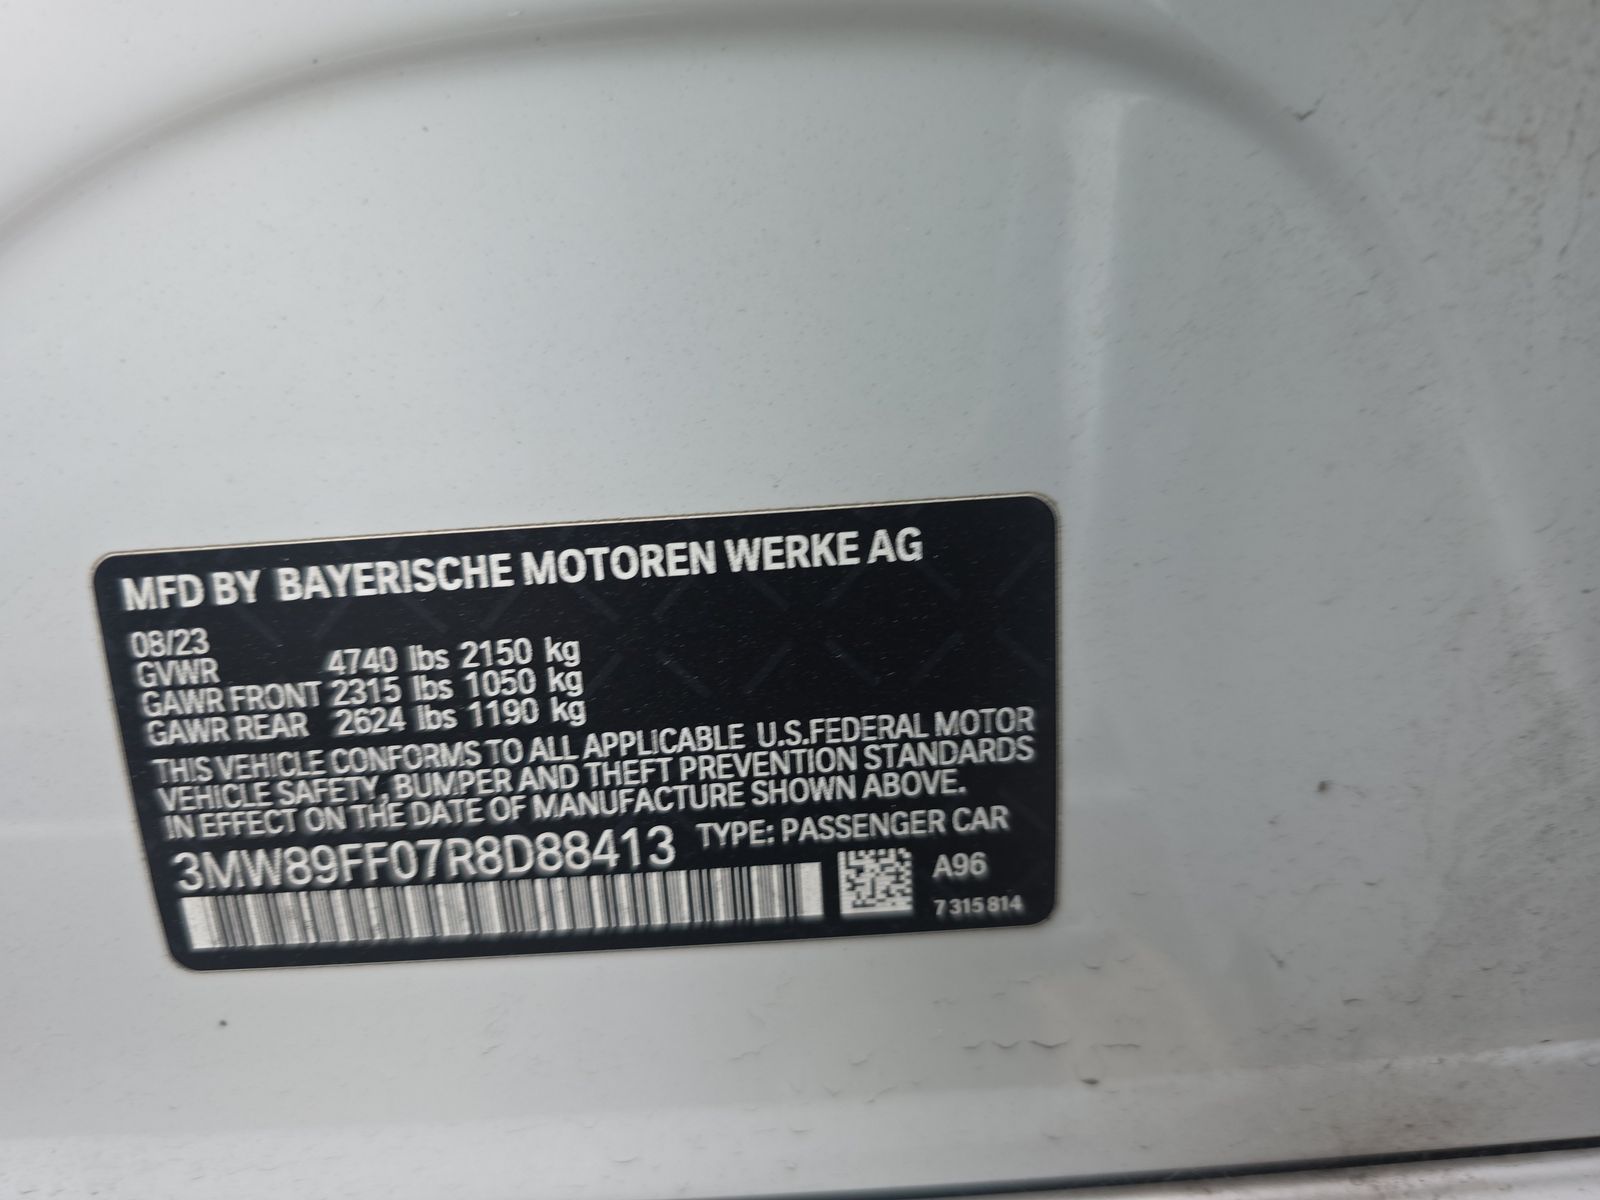 MFD BY BAYERISCHE MOTOREN WERKE AG
08/23
GVWR 4740 lbs 2150 kg
GAWR FRONT 2315 lbs 1050 kg
GAWR REAR 2624 lbs 1190 kg
THIS VEHICLE CONFORMS TO ALL APPLICABLE U.S.FEDERAL MOTOR
VEHICLE SAFETY, BUMPER AND THEFT PREVENTION STANDARDS
IN EFFECT ON THE DATE OF MANUFACTURE SHOWN ABOVE.
3MW89FF07R8D88413 TYPE: PASSENGER CAR
A96
7 315 814